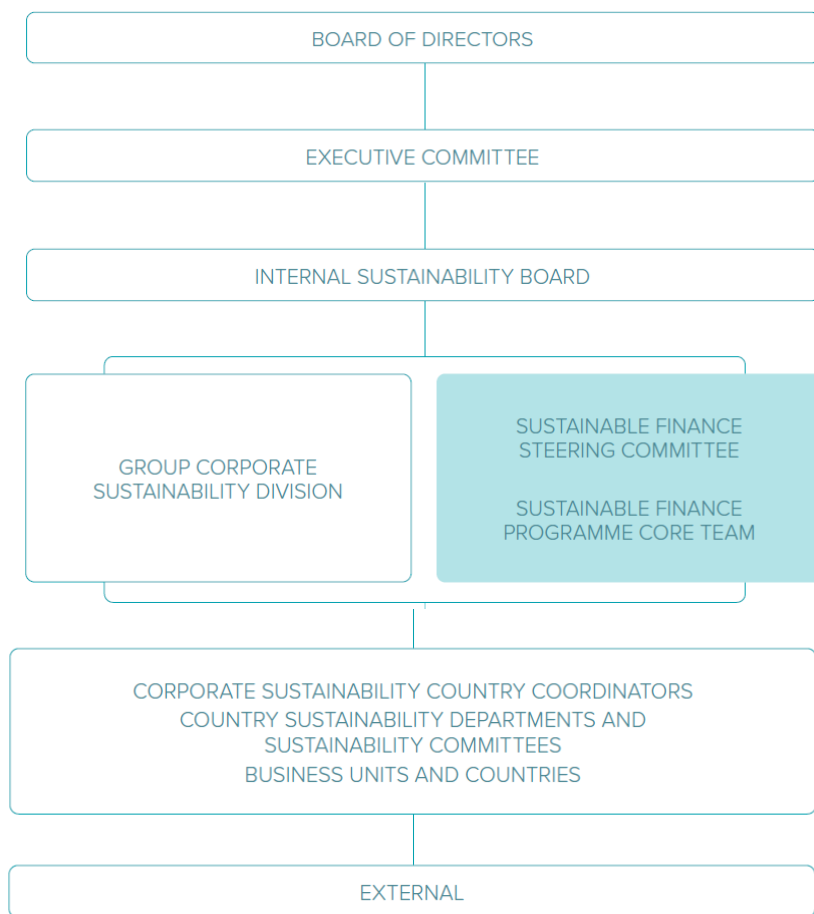 BOARD OF DIRECTORS
EXECUTIVE COMMITTEE
INTERNAL SUSTAINABILITY BOARD
GROUP CORPORATE
SUSTAINABILITY DIVISION
SUSTAINABLE FINANCE
STEERING COMMITTEE
SUSTAINABLE FINANCE
PROGRAMME CORE TEAM
CORPORATE SUSTAINABILITY COUNTRY COORDINATORS
COUNTRY SUSTAINABILITY DEPARTMENTS AND
SUSTAINABILITY COMMITTEES
BUSINESS UNITS AND COUNTRIES
EXTERNAL